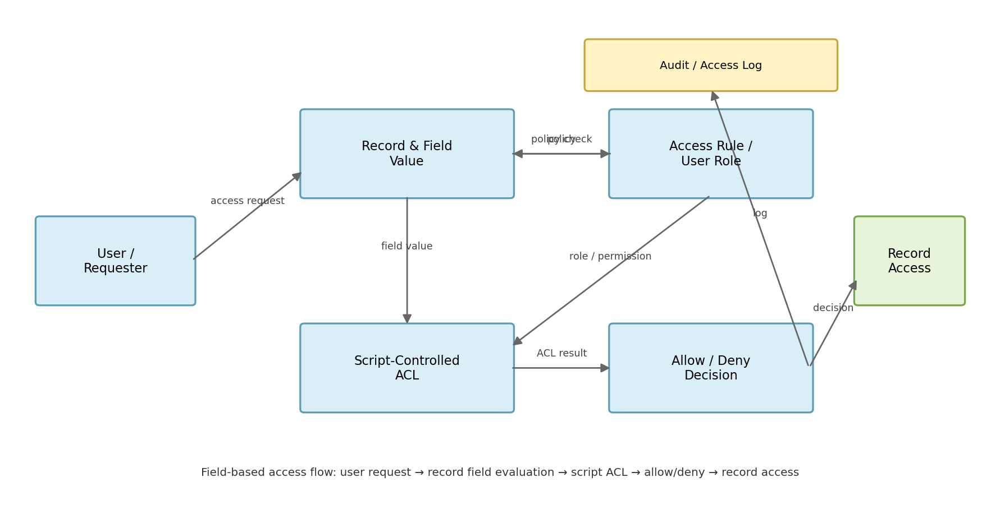 Audit / Access Log
Record & Field
Value
policy check
policy
Access Rule /
User Role
access request
log
User /
Requester
field value
role / permission
Record
Access
decision
Script-Controlled
ACL
ACL result
Allow / Deny
Decision
Field-based access flow: user request → record field evaluation → script ACL → allow/deny → record access